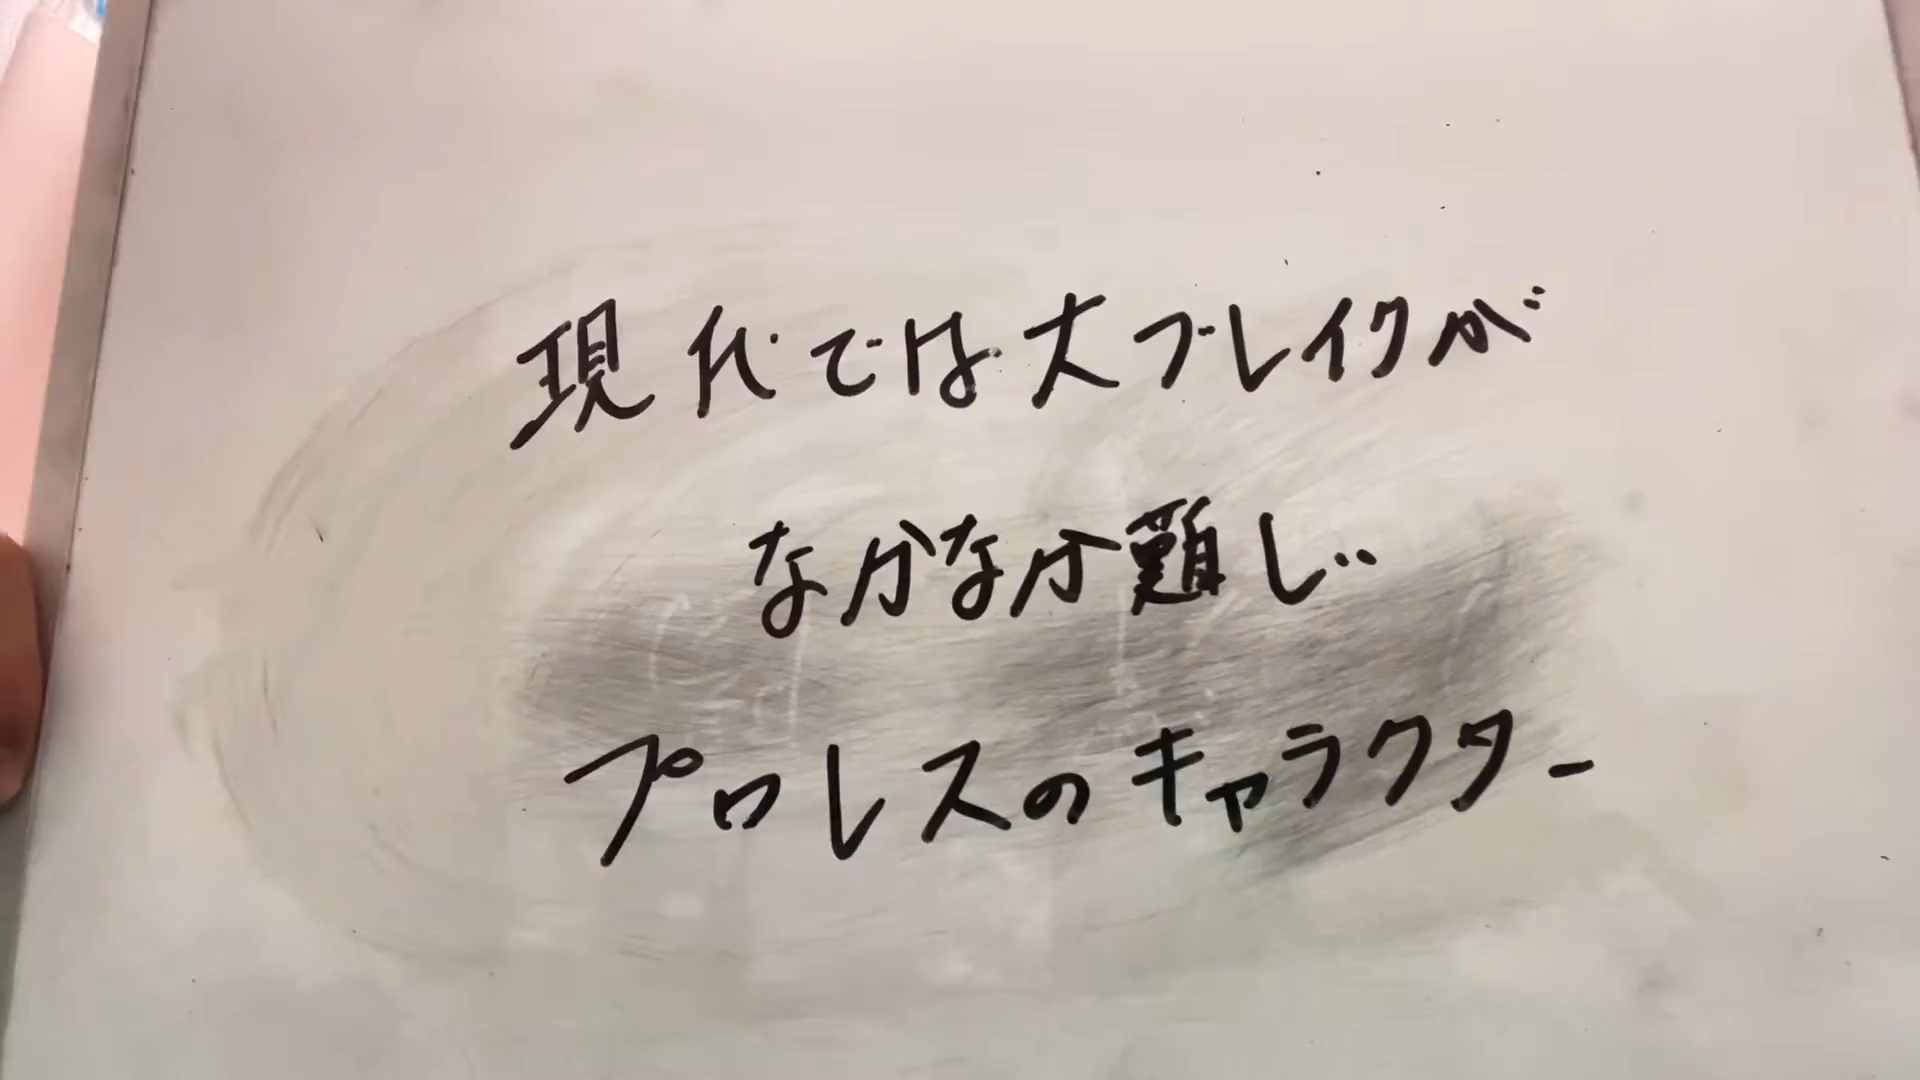 現代では大ブレイクが
なかなか難しい
プロレスのキャラクター